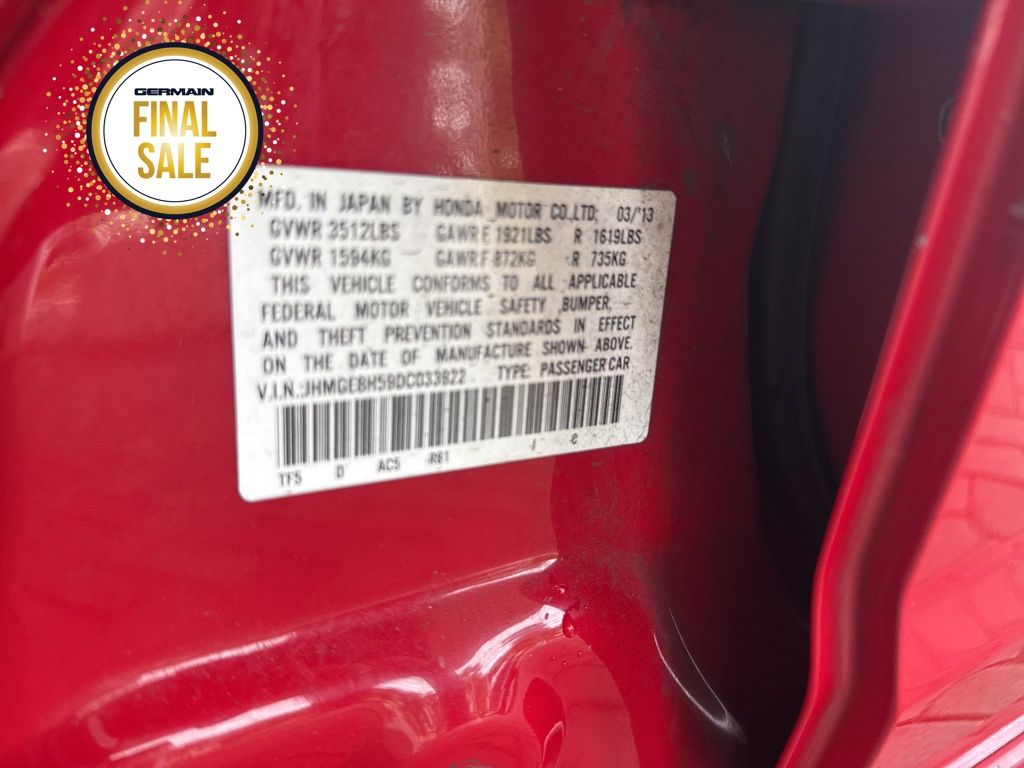 GERMAIN
FINAL
SALE
MFD. IN JAPAN BY HONDA MOTOR CO.,LTD. 03/'13
GVWR 3512LBS GAWR F 1921LBS R 1619LBS
GVWR 1594KG GAWR F 872KG R 735KG
THIS VEHICLE CONFORMS TO ALL APPLICABLE
FEDERAL MOTOR VEHICLE SAFETY, BUMPER,
AND THEFT PREVENTION STANDARDS IN EFFECT
ON THE DATE OF MANUFACTURE SHOWN ABOVE.
V.I.N.: TYPE: PASSENGER CAR
TF5 D AC5 R81 J C